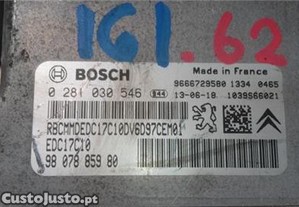 161.62
BOSCH
Made in France
0 281 030 546
9666729580 1334 0465
13-06-18 1039S66021
RBCMMDEDC17C10DV6D97CEM01
EDC17C10
98 078 859 80
CustoJusto.pt